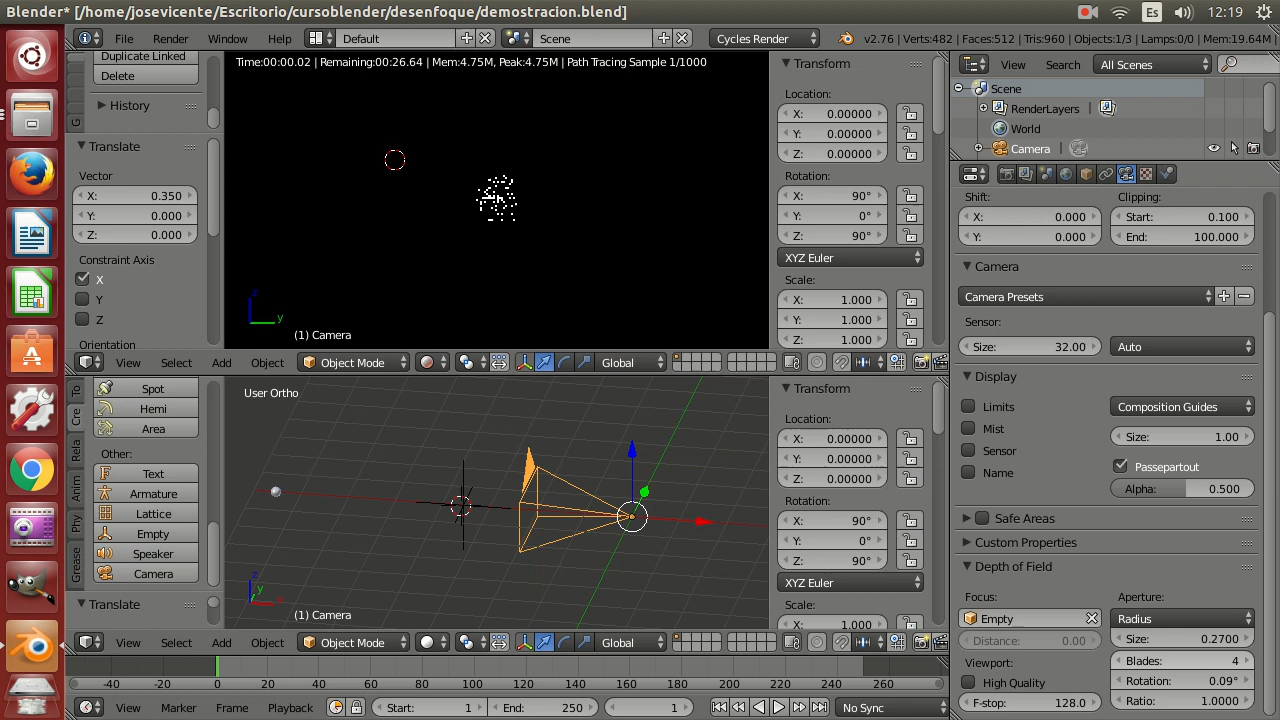 Blender* [/home/josevicente/Escritorio/cursoblender/desenfoque/demostracion.blend]
Es
12:19
File Render Window Help
Default
Scene
Cycles Render
v2.76 | Verts:482 | Faces:512 | Tris:960 | Objects:1/3 | Lamps:0/0 | Mem:19.64M |
Duplicate Linked
Delete
History
G
Translate
Vector
X: 0.350
Y: 0.000
Z: 0.000
Constraint Axis
X
Y
Z
Orientation
Time:00:00.02 | Remaining:00:26.64 | Mem:4.75M, Peak:4.75M | Path Tracing Sample 1/1000
z
y
(1) Camera
Transform
Location:
X: 0.00000
Y: 0.00000
Z: 0.00000
Rotation:
X: 90°
Y: 0°
Z: 90°
XYZ Euler
Scale:
X: 1.000
Y: 1.000
Z: 1.000
View Select Add Object
Object Mode
Global
To
Cre
Rela
Anim
Phy
Grease
Spot
Hemi
Area
Other:
Text
Armature
Lattice
Empty
Speaker
Camera
Translate
User Ortho
z
y
x
(1) Camera
Transform
Location:
X: 0.00000
Y: 0.00000
Z: 0.00000
Rotation:
X: 90°
Y: 0°
Z: 90°
XYZ Euler
Scale:
X: 1.000
View Select Add Object
Object Mode
Global
-40 -20 0 20 40 60 80 100 120 140 160 180 200 220 240 260
View Marker Frame Playback
Start: 1
End: 250
1
No Sync
View Search
All Scenes
Scene
RenderLayers
World
Camera
Shift:
X: 0.000
Y: 0.000
Clipping:
Start: 0.100
End: 100.000
Camera
Camera Presets
Sensor:
Size: 32.00
Auto
Display
Limits
Mist
Sensor
Name
Composition Guides
Size: 1.00
Passepartout
Alpha: 0.500
Safe Areas
Custom Properties
Depth of Field
Focus:
Empty
Distance: 0.00
Viewport:
High Quality
F-stop: 128.0
Aperture:
Radius
Size: 0.2700
Blades: 4
Rotation: 0.09°
Ratio: 1.0000